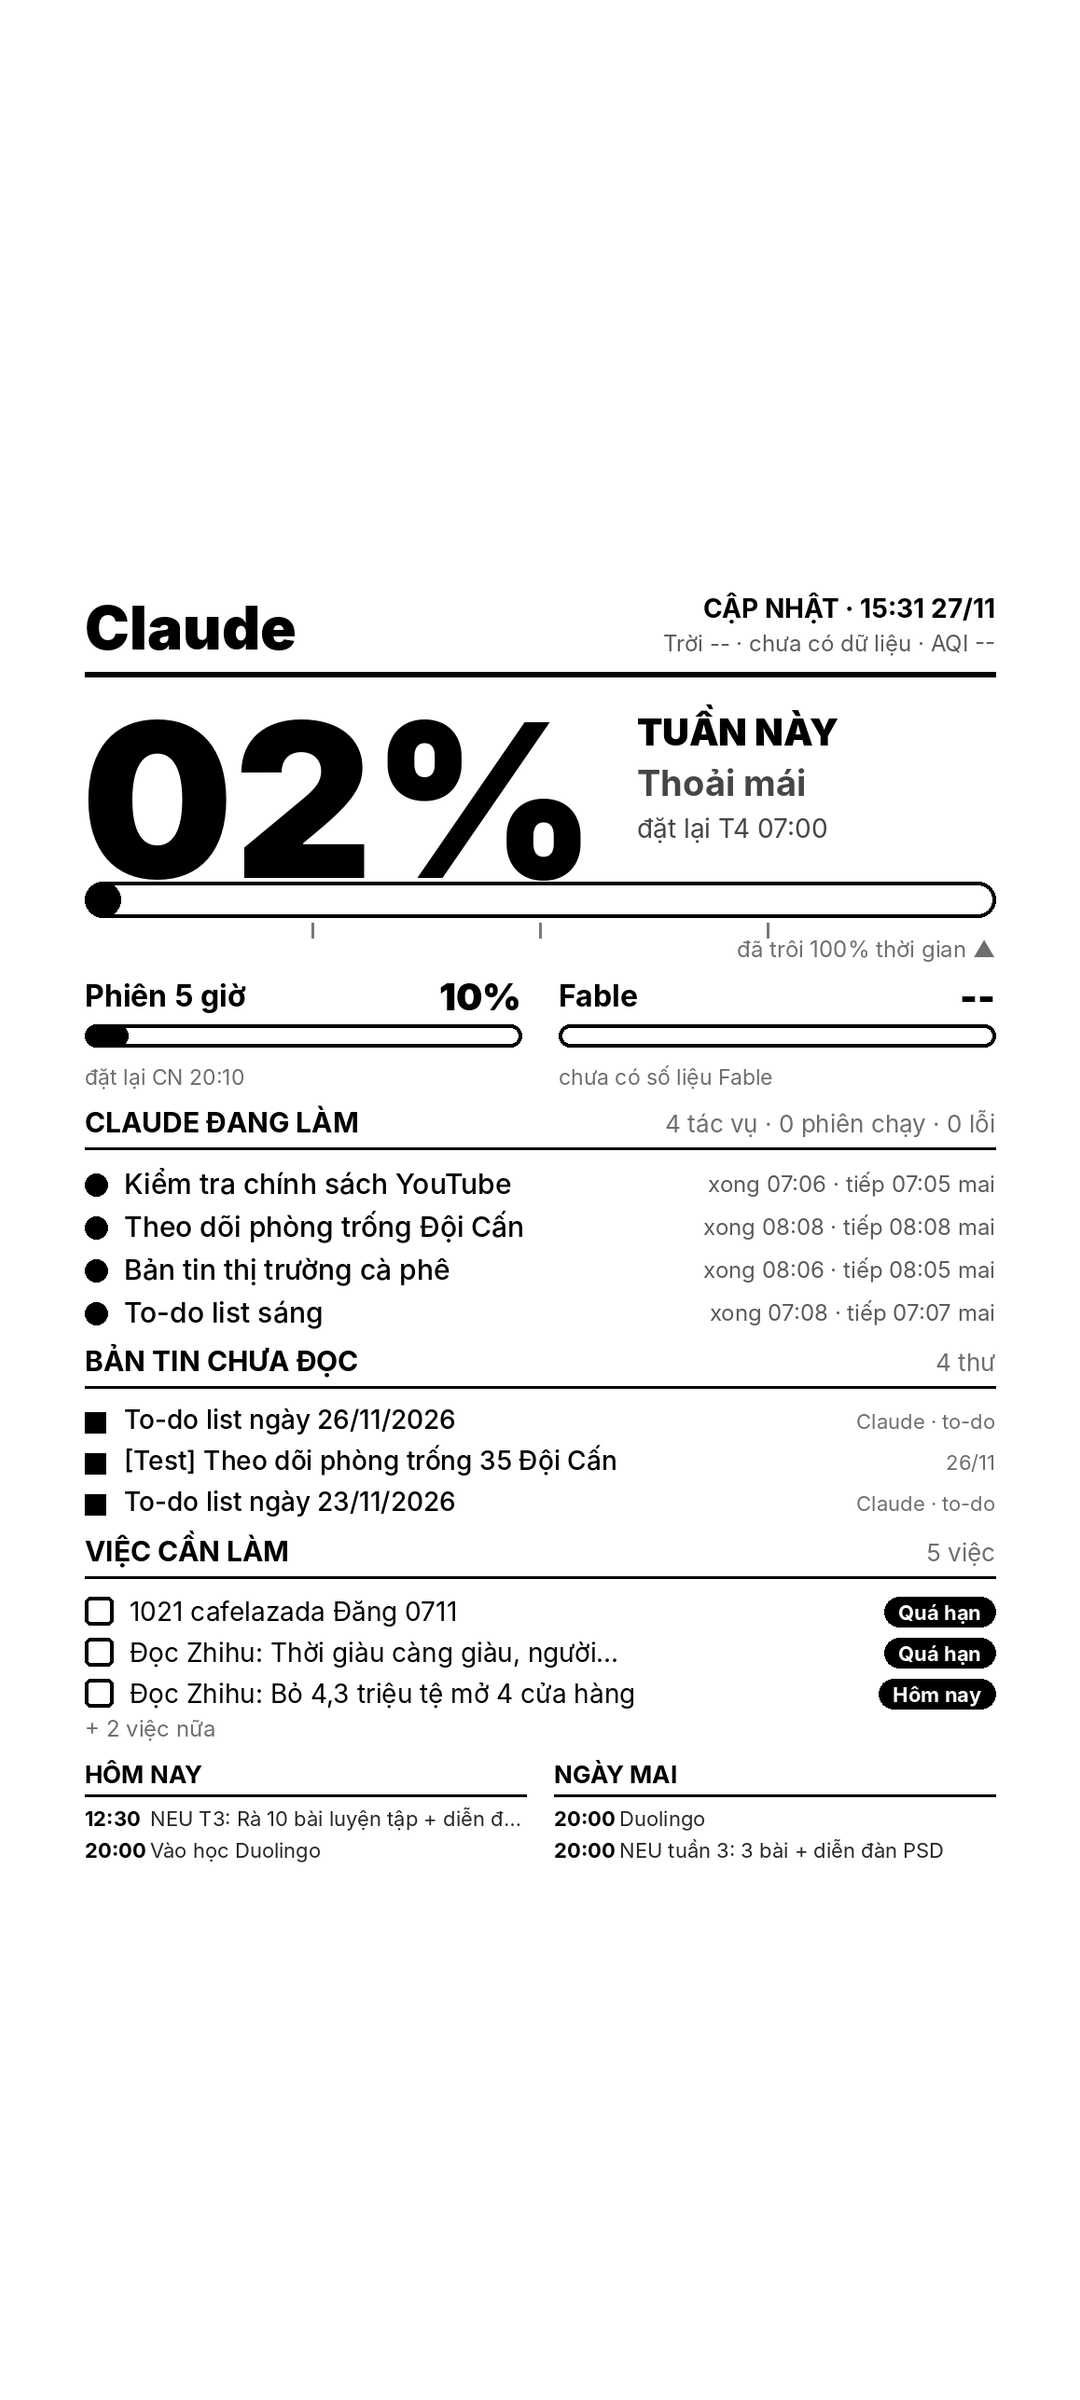 Claude
CẬP NHẬT · 15:31 27/11
Trời -- · chưa có dữ liệu · AQI --
02%
TUẦN NÀY
Thoải mái
đặt lại T4 07:00
đã trôi 100% thời gian ▲
Phiên 5 giờ 10%
đặt lại CN 20:10
Fable --
chưa có số liệu Fable
CLAUDE ĐANG LÀM 4 tác vụ · 0 phiên chạy · 0 lỗi
Kiểm tra chính sách YouTube xong 07:06 · tiếp 07:05 mai
Theo dõi phòng trống Đội Cấn xong 08:08 · tiếp 08:08 mai
Bản tin thị trường cà phê xong 08:06 · tiếp 08:05 mai
To-do list sáng xong 07:08 · tiếp 07:07 mai
BẢN TIN CHƯA ĐỌC 4 thư
To-do list ngày 26/11/2026 Claude · to-do
[Test] Theo dõi phòng trống 35 Đội Cấn 26/11
To-do list ngày 23/11/2026 Claude · to-do
VIỆC CẦN LÀM 5 việc
1021 cafelazada Đăng 0711 Quá hạn
Đọc Zhihu: Thời giàu càng giàu, người... Quá hạn
Đọc Zhihu: Bỏ 4,3 triệu tệ mở 4 cửa hàng Hôm nay
+ 2 việc nữa
HÔM NAY
12:30 NEU T3: Rà 10 bài luyện tập + diễn đ...
20:00 Vào học Duolingo
NGÀY MAI
20:00 Duolingo
20:00 NEU tuần 3: 3 bài + diễn đàn PSD